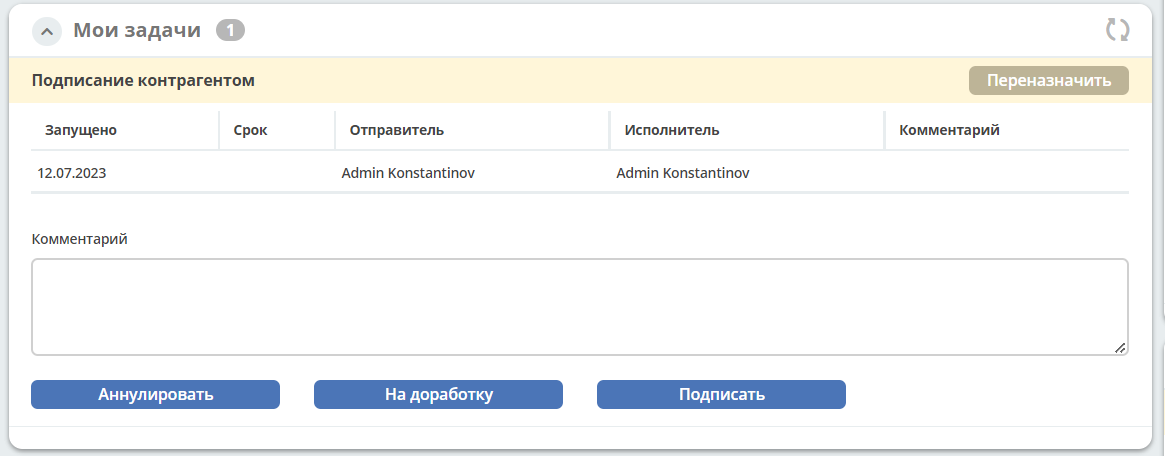 Мои задачи 1
Подписание контрагентом Переназначить
Запущено Срок Отправитель Исполнитель Комментарий
12.07.2023 Admin Konstantinov Admin Konstantinov
Комментарий
Аннулировать На доработку Подписать